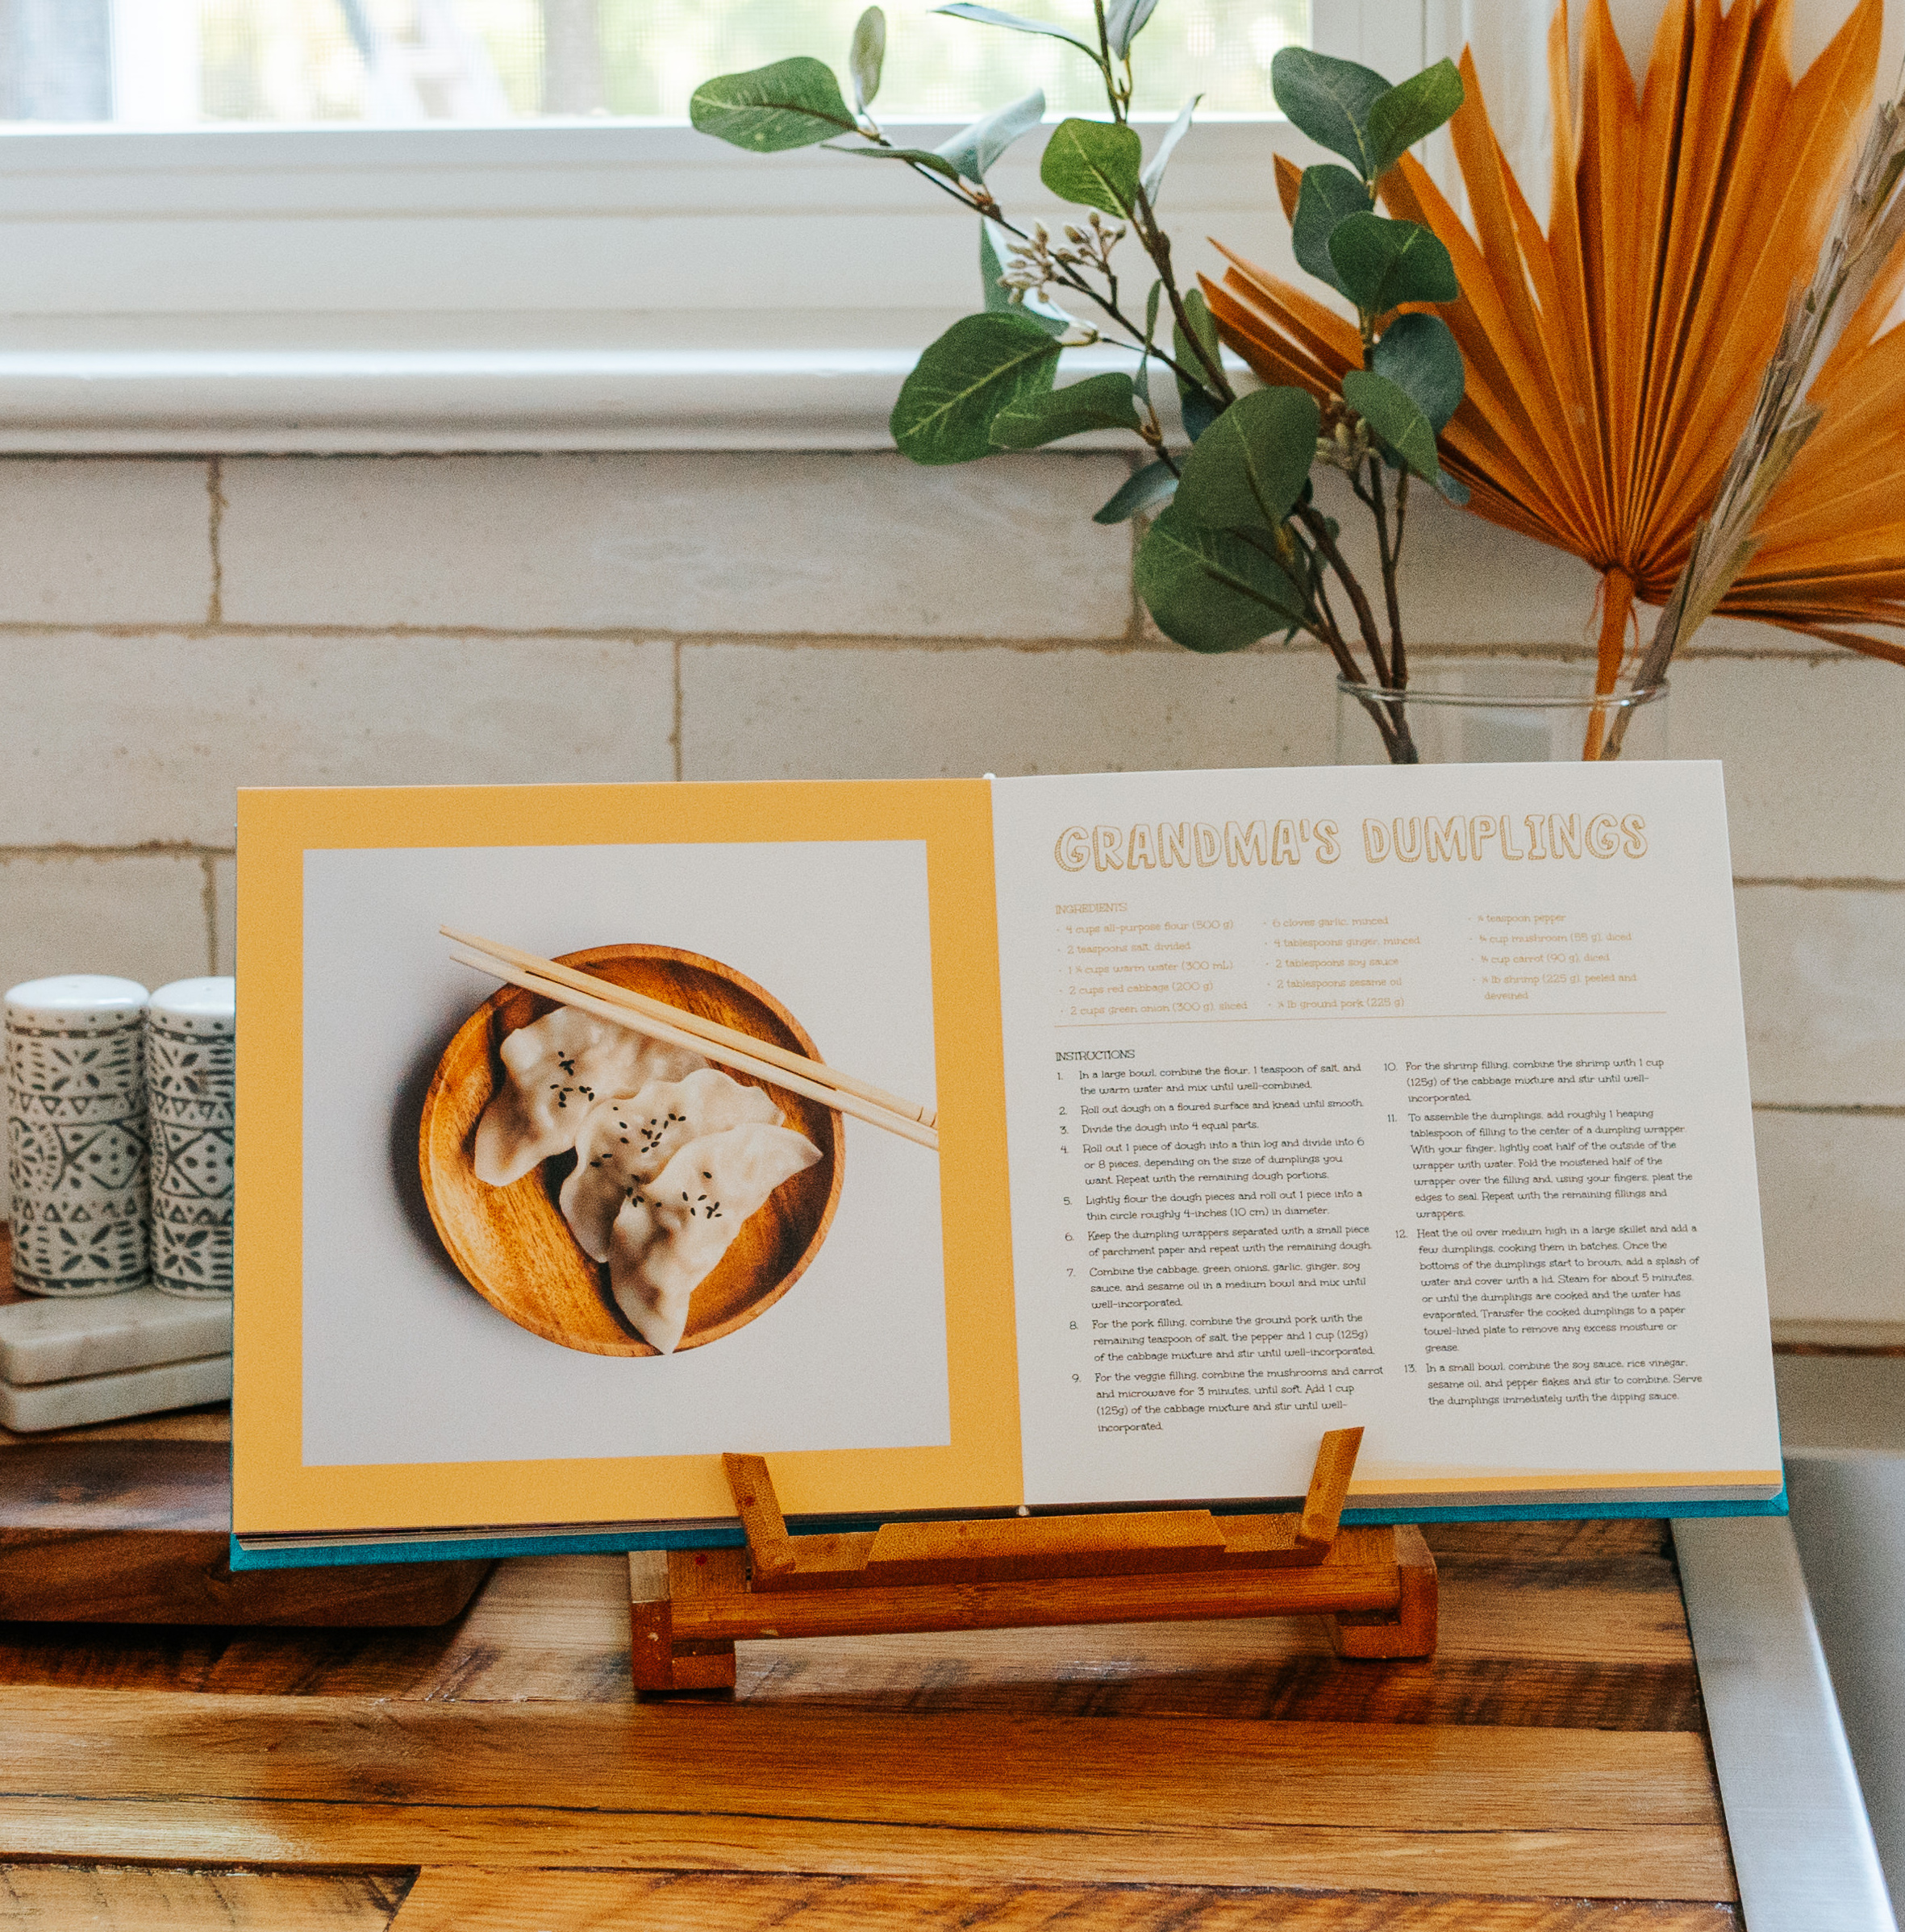 GRANDMA'S DUMPLINGS
INGREDIENTS
· 4 cups all-purpose flour (500 g)
· 2 teaspoons salt, divided
· 1 ¼ cups warm water (300 mL)
· 2 cups red cabbage (200 g)
· 2 cups green onion (300 g), sliced
· 6 cloves garlic, minced
· 4 tablespoons ginger, minced
· 2 tablespoons soy sauce
· 2 tablespoons sesame oil
· lb ground pork (225 g)
· teaspoon pepper
· cup mushroom (55 g), diced
· cup carrot (90 g), diced
· lb shrimp (225 g), peeled and
deveined
INSTRUCTIONS
1. In a large bowl, combine the flour, 1 teaspoon of salt, and
the warm water and mix until well-combined.
2. Roll out dough on a floured surface and knead until smooth.
3. Divide the dough into 4 equal parts.
4. Roll out 1 piece of dough into a thin log and divide into 6
or 8 pieces, depending on the size of dumplings you
want. Repeat with the remaining dough portions.
5. Lightly flour the dough pieces and roll out 1 piece into a
thin circle roughly 4-inches (10 cm) in diameter.
6. Keep the dumpling wrappers separated with a small piece
of parchment paper and repeat with the remaining dough.
7. Combine the cabbage, green onions, garlic, ginger, soy
sauce, and sesame oil in a medium bowl and mix until
well-incorporated.
8. For the pork filling, combine the ground pork with the
remaining teaspoon of salt, the pepper and 1 cup (125g)
of the cabbage mixture and stir until well-incorporated.
9. For the veggie filling, combine the mushrooms and carrot
and microwave for 3 minutes, until soft. Add 1 cup
(125g) of the cabbage mixture and stir until well-
incorporated.
10. For the shrimp filling, combine the shrimp with 1 cup
(125g) of the cabbage mixture and stir until well-
incorporated.
11. To assemble the dumplings, add roughly 1 heaping
tablespoon of filling to the center of a dumpling wrapper.
With your finger, lightly coat half of the outside of the
wrapper with water. Fold the moistened half of the
wrapper over the filling and, using your fingers, pleat the
edges to seal. Repeat with the remaining fillings and
wrappers.
12. Heat the oil over medium high in a large skillet and add a
few dumplings, cooking them in batches. Once the
bottoms of the dumplings start to brown, add a splash of
water and cover with a lid. Steam for about 5 minutes,
or until the dumplings are cooked and the water has
evaporated. Transfer the cooked dumplings to a paper
towel-lined plate to remove any excess moisture or
grease.
13. In a small bowl, combine the soy sauce, rice vinegar,
sesame oil, and pepper flakes and stir to combine. Serve
the dumplings immediately with the dipping sauce.